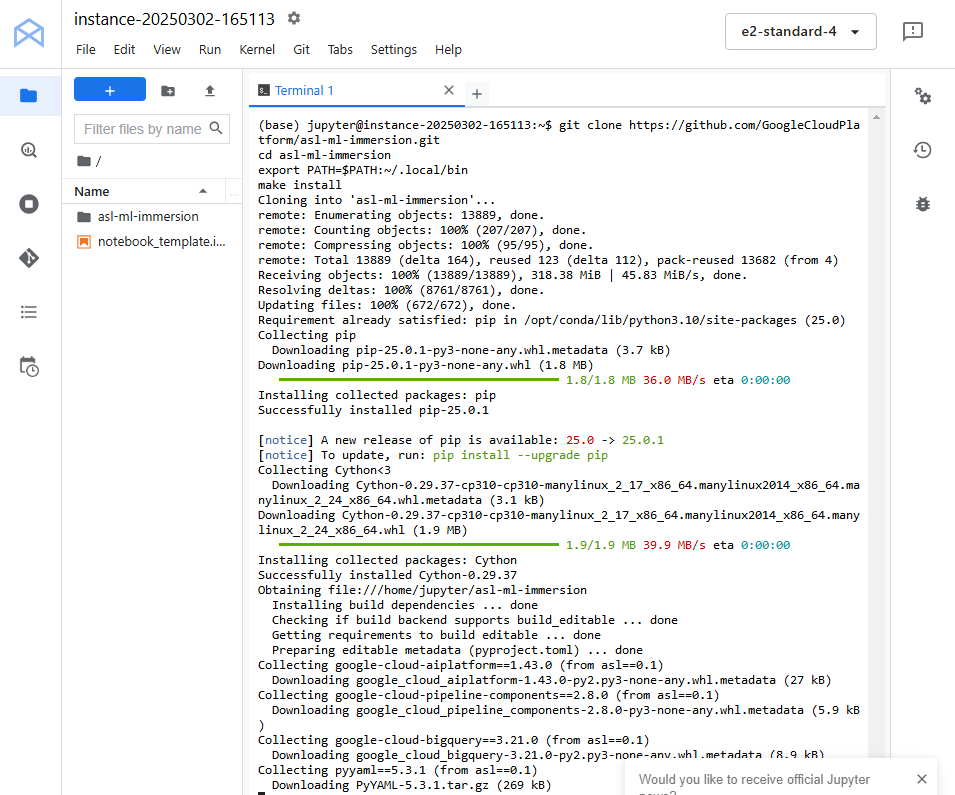 instance-20250302-165113
e2-standard-4
File Edit View Run Kernel Git Tabs Settings Help
+
Filter files by name
/
Name
...
asl-ml-immersion
notebook_template.i...
Terminal 1
(base) jupyter@instance-20250302-165113:~$ git clone https://github.com/GoogleCloudPla
tform/asl-ml-immersion.git
cd asl-ml-immersion
export PATH=$PATH:~/.local/bin
make install
Cloning into 'asl-ml-immersion'...
remote: Enumerating objects: 13889, done.
remote: Counting objects: 100% (207/207), done.
remote: Compressing objects: 100% (95/95), done.
remote: Total 13889 (delta 164), reused 123 (delta 112), pack-reused 13682 (from 4)
Receiving objects: 100% (13889/13889), 318.38 MiB | 45.83 MiB/s, done.
Resolving deltas: 100% (8761/8761), done.
Updating files: 100% (672/672), done.
Requirement already satisfied: pip in /opt/conda/lib/python3.10/site-packages (25.0)
Collecting pip
  Downloading pip-25.0.1-py3-none-any.whl.metadata (3.7 kB)
Downloading pip-25.0.1-py3-none-any.whl (1.8 MB)
1.8/1.8 MB 36.0 MB/s eta 0:00:00
Installing collected packages: pip
Successfully installed pip-25.0.1
[notice] A new release of pip is available: 25.0 -> 25.0.1
[notice] To update, run: pip install --upgrade pip
Collecting Cython<3
  Downloading Cython-0.29.37-cp310-cp310-manylinux_2_17_x86_64.manylinux2014_x86_64.ma
nylinux_2_24_x86_64.whl.metadata (3.1 kB)
Downloading Cython-0.29.37-cp310-cp310-manylinux_2_17_x86_64.manylinux2014_x86_64.many
linux_2_24_x86_64.whl (1.9 MB)
1.9/1.9 MB 39.9 MB/s eta 0:00:00
Installing collected packages: Cython
Successfully installed Cython-0.29.37
Obtaining file:///home/jupyter/asl-ml-immersion
  Installing build dependencies ... done
  Checking if build backend supports build_editable ... done
  Getting requirements to build editable ... done
  Preparing editable metadata (pyproject.toml) ... done
Collecting google-cloud-aiplatform==1.43.0 (from asl==0.1)
  Downloading google_cloud_aiplatform-1.43.0-py2.py3-none-any.whl.metadata (27 kB)
Collecting google-cloud-pipeline-components==2.8.0 (from asl==0.1)
  Downloading google_cloud_pipeline_components-2.8.0-py3-none-any.whl.metadata (5.9 kB
)
Collecting google-cloud-bigquery==3.21.0 (from asl==0.1)
  Downloading google_cloud_bigquery-3.21.0-py2.py3-none-any.whl.metadata (8.9 kB)
Collecting pyyaml==5.3.1 (from asl==0.1)
  Downloading PyYAML-5.3.1.tar.gz (269 kB)
Would you like to receive official Jupyter
news?